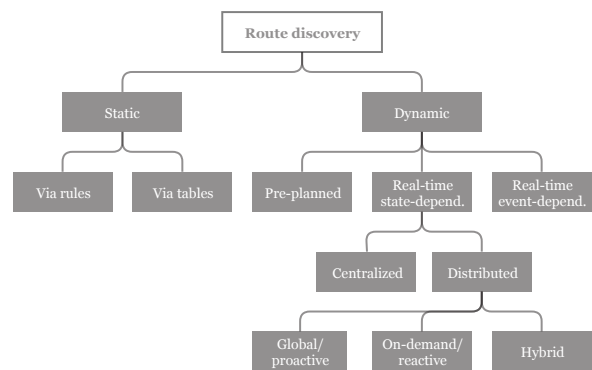 Route discovery
Static
Dynamic
Via rules
Via tables
Pre-planned
Real-time
state-depend.
Real-time
event-depend.
Centralized
Distributed
Global/
proactive
On-demand/
reactive
Hybrid